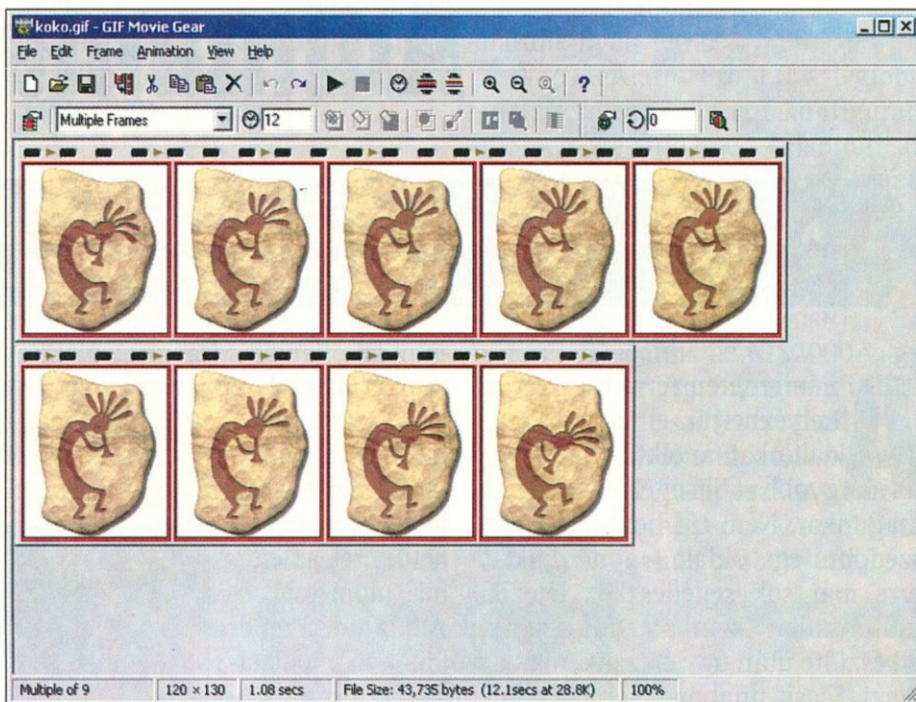 koko.gif - GIF Movie Gear
File Edit Frame Animation View Help
Multiple Frames 12 0
Multiple of 9 120 × 130 1.08 secs File Size: 43,735 bytes (12.1secs at 28.8K) 100%